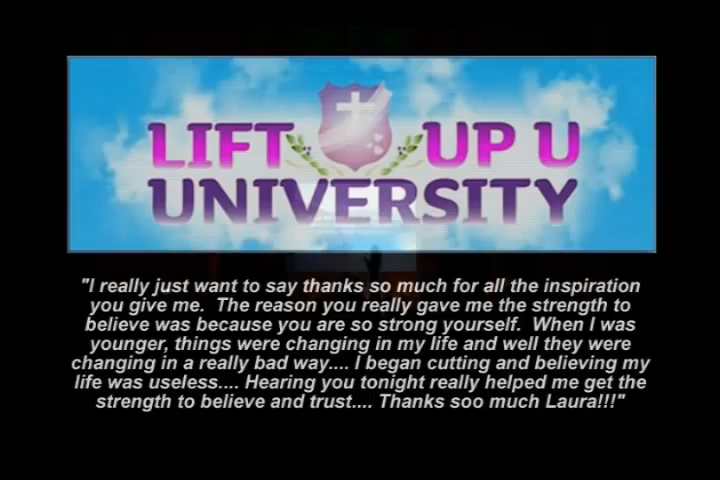 LIFT UP U
UNIVERSITY
"I really just want to say thanks so much for all the inspiration
you give me.  The reason you really gave me the strength to
believe was because you are so strong yourself.  When I was
younger, things were changing in my life and well they were
changing in a really bad way.... I began cutting and believing my
life was useless.... Hearing you tonight really helped me get the
strength to believe and trust.... Thanks soo much Laura!!!"